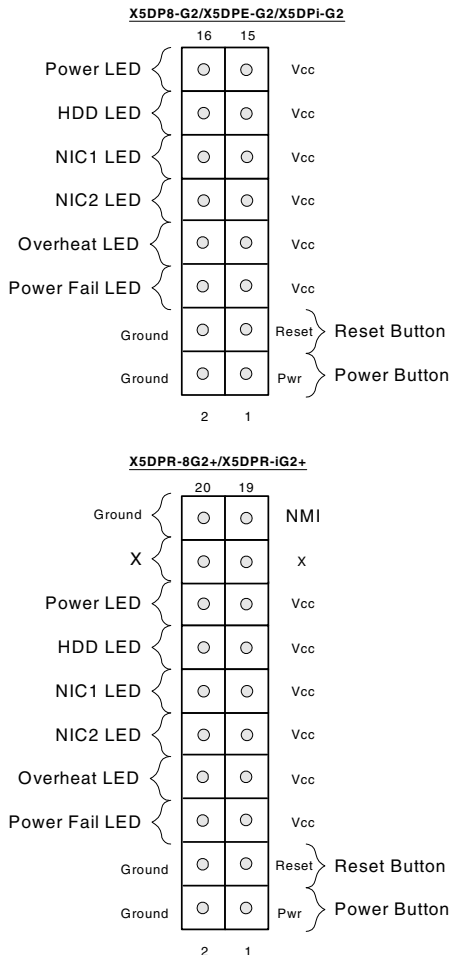 X5DP8-G2/X5DPE-G2/X5DPi-G2
16 15
Power LED Vcc
HDD LED Vcc
NIC1 LED Vcc
NIC2 LED Vcc
Overheat LED Vcc
Power Fail LED Vcc
Ground Reset Reset Button
Ground Pwr Power Button
2 1
X5DPR-8G2+/X5DPR-iG2+
20 19
Ground NMI
X X
Power LED Vcc
HDD LED Vcc
NIC1 LED Vcc
NIC2 LED Vcc
Overheat LED Vcc
Power Fail LED Vcc
Ground Reset Reset Button
Ground Pwr Power Button
2 1